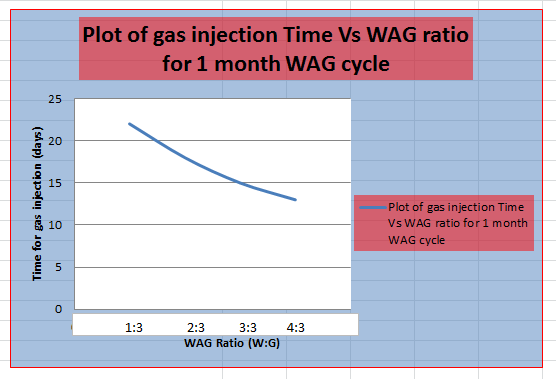 Plot of gas injection Time Vs WAG ratio
for 1 month WAG cycle
25
20
15
10
5
0
Time for gas injection (days)
1:3 2:3 3:3 4:3
WAG Ratio (W:G)
Plot of gas injection Time
Vs WAG ratio for 1 month
WAG cycle